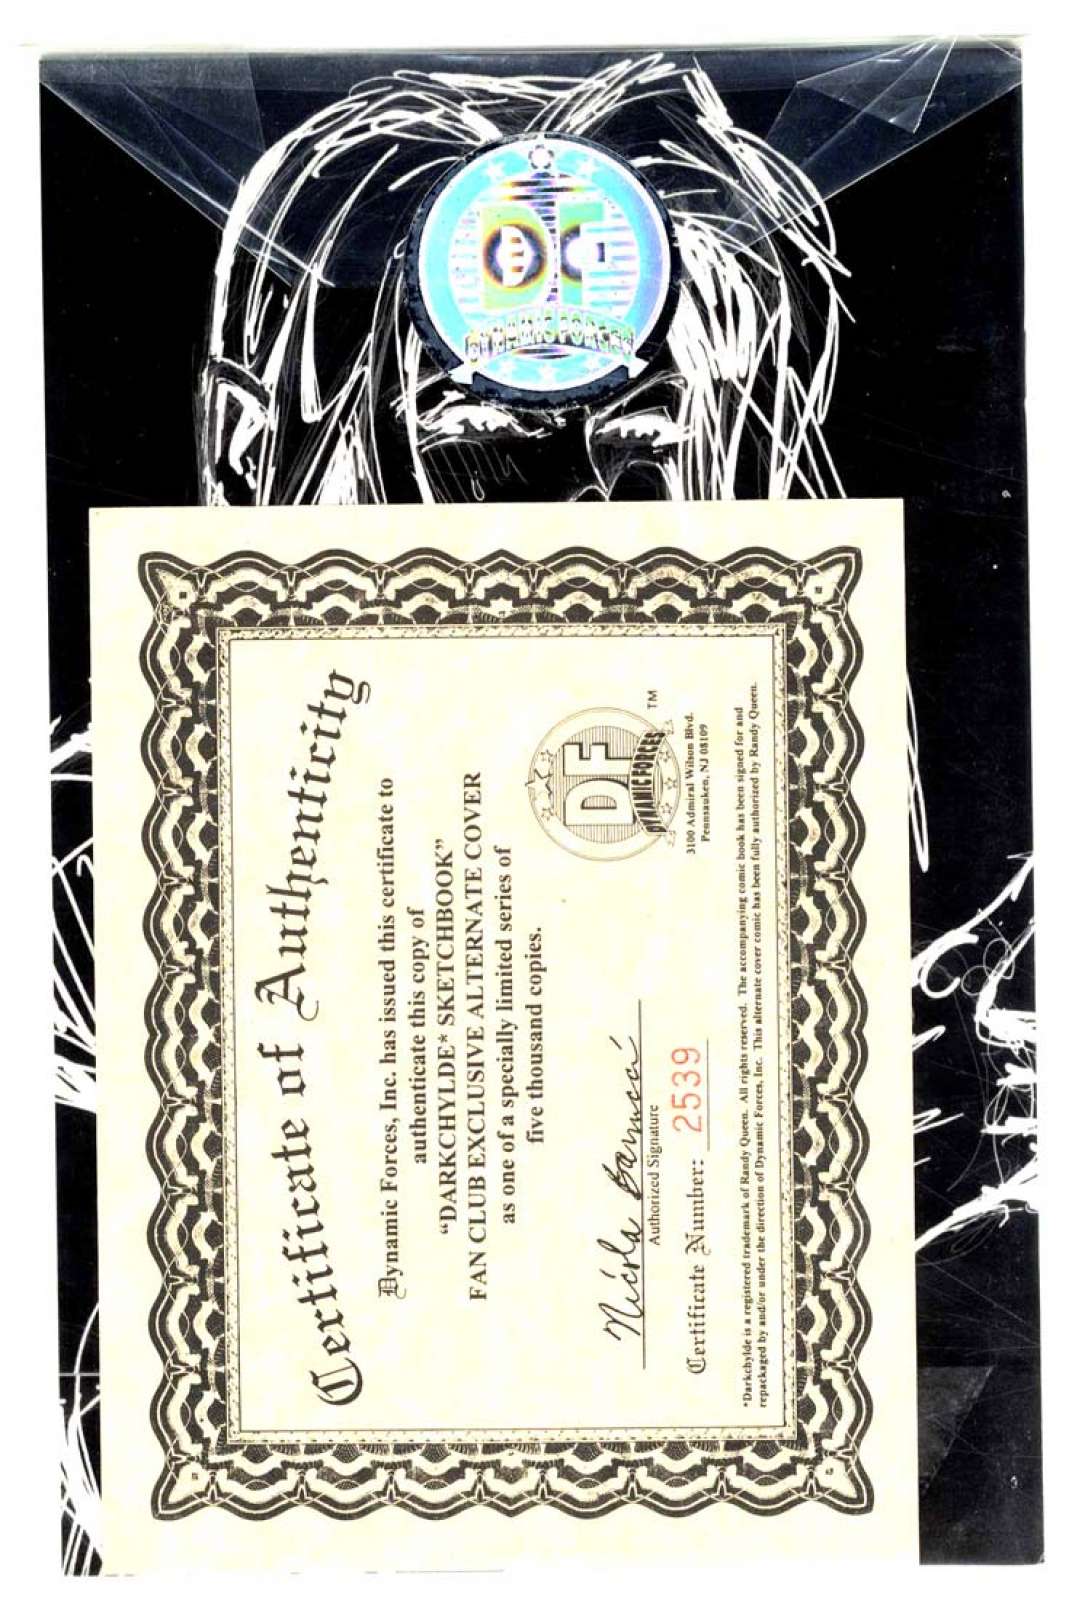 DF
DYNAMIC FORCES
Certificate of Authenticity
Dynamic Forces, Inc. has issued this certificate to
authenticate this copy of
“DARKCHYLDE* SKETCHBOOK”
FAN CLUB EXCLUSIVE ALTERNATE COVER
as one of a specially limited series of
five thousand copies.
DF
DYNAMIC FORCES
TM
3100 Admiral Wilson Blvd.
Pennsauken, NJ 08109
Nicola
Authorized Signature
Certificate Number: 2539
*Darkchylde is a registered trademark of Randy Queen. All rights reserved. The accompanying comic book has been signed for and
repackaged by and/or under the direction of Dynamic Forces, Inc. This alternate cover comic has been fully authorized by Randy Queen.